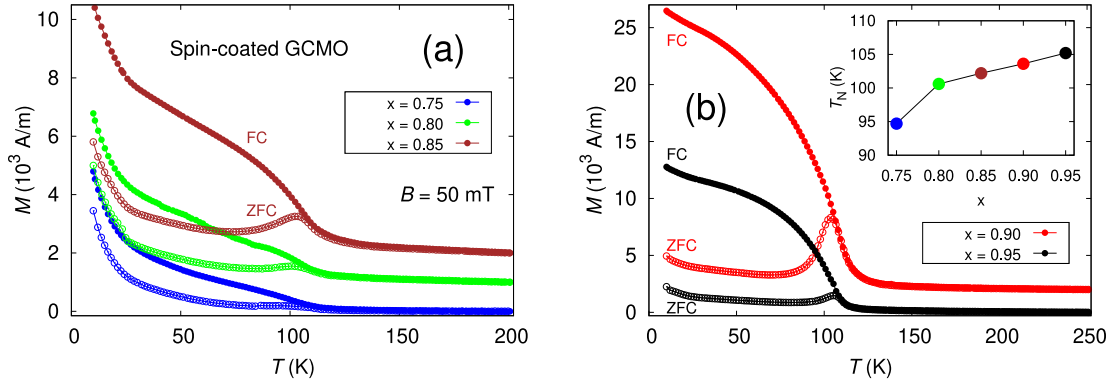 Spin-coated GCMO
(a)
x = 0.75
x = 0.80
x = 0.85
FC
B = 50 mT
ZFC
M (10³ A/m)
10
8
6
4
2
0
0 50 100 150 200
T (K)
FC
(b)
FC
ZFC
ZFC
M (10³ A/m)
25
20
15
10
5
0
0 50 100 150 200 250
T (K)
T_N (K)
110
105
100
95
90
0.75 0.80 0.85 0.90 0.95
x
x = 0.90
x = 0.95